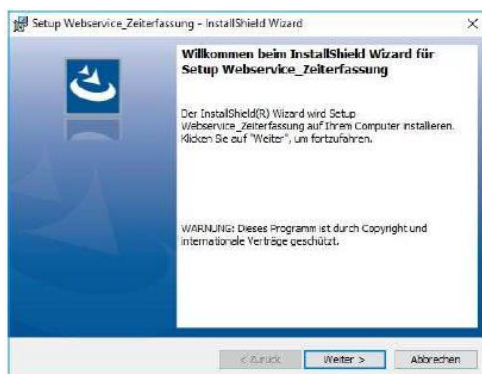 Setup Webservice_Zeiterfassung - InstallShield Wizard
Willkommen beim InstallShield Wizard für
Setup Webservice_Zeiterfassung
Der InstallShield(R) Wizard wird Setup
Webservice_Zeiterfassung auf Ihrem Computer installieren.
Klicken Sie auf "Weiter", um fortzufahren.
WARNUNG: Dieses Programm ist durch Copyright und
internationale Verträge geschützt.
< Zurück Weiter > Abbrechen